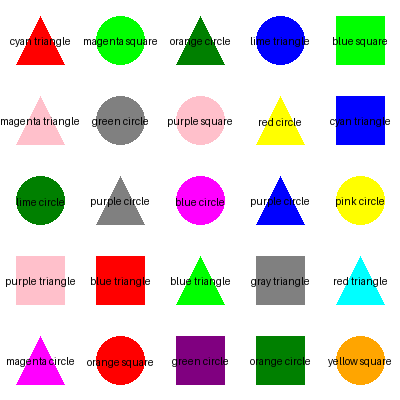 cyan triangle
magenta square
orange circle
lime triangle
blue square
magenta triangle
green circle
purple square
red circle
cyan triangle
lime circle
purple circle
blue circle
purple circle
pink circle
purple triangle
blue triangle
blue triangle
gray triangle
red triangle
magenta circle
orange square
green circle
orange circle
yellow square